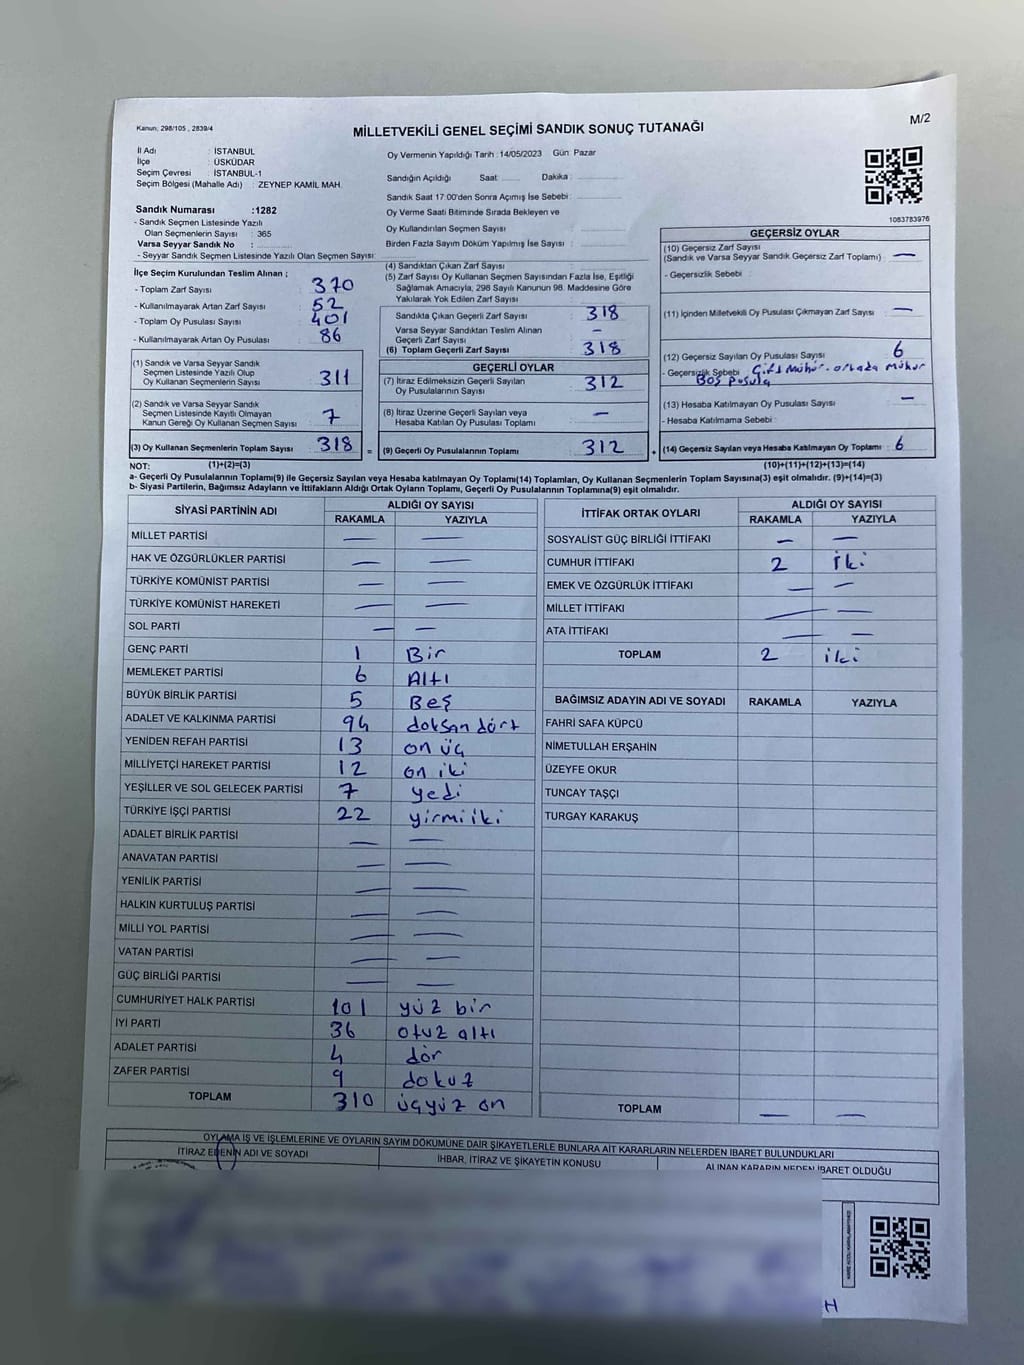 Kanun, 298/105 , 2839/4
MİLLETVEKİLİ GENEL SEÇİMİ SANDIK SONUÇ TUTANAĞI
M/2
İl Adı : İSTANBUL
İlçe : ÜSKÜDAR
Seçim Çevresi : İSTANBUL-1
Seçim Bölgesi (Mahalle Adı) : ZEYNEP KAMİL MAH.
Oy Vermenin Yapıldığı Tarih :14/05/2023 Gün: Pazar
Sandığın Açıldığı Saat : Dakika :
Sandık Saat 17:00'den Sonra Açımış İse Sebebi :
Oy Verme Saati Bitiminde Sırada Bekleyen ve
Oy Kullandırılan Seçmen Sayısı :
Birden Fazla Sayım Döküm Yapılmış İse Sayısı :
1083783976
Sandık Numarası :1282
- Sandık Seçmen Listesinde Yazılı
Olan Seçmenlerin Sayısı : 365
Varsa Seyyar Sandık No :
- Seyyar Sandık Seçmen Listesinde Yazılı Olan Seçmen Sayısı:
İlçe Seçim Kurulundan Teslim Alınan ;
- Toplam Zarf Sayısı : 370
- Kullanılmayarak Artan Zarf Sayısı : 52
- Toplam Oy Pusulası Sayısı : 401
- Kullanılmayarak Artan Oy Pusulası : 86
(4) Sandıktan Çıkan Zarf Sayısı :
(5) Zarf Sayısı Oy Kullanan Seçmen Sayısından Fazla İse, Eşitliği
Sağlamak Amacıyla, 298 Sayılı Kanunun 98. Maddesine Göre
Yakılarak Yok Edilen Zarf Sayısı :
Sandıkta Çıkan Geçerli Zarf Sayısı : 318
Varsa Seyyar Sandıktan Teslim Alınan
Geçerli Zarf Sayısı : —
(6) Toplam Geçerli Zarf Sayısı : 318
GEÇERSİZ OYLAR
(10) Geçersiz Zarf Sayısı
(Sandık ve Varsa Seyyar Sandık Geçersiz Zarf Toplamı) : —
- Geçersizlik Sebebi :
(11) İçinden Milletvekili Oy Pusulası Çıkmayan Zarf Sayısı : —
(12) Geçersiz Sayılan Oy Pusulası Sayısı : 6
- Geçersizlik Sebebi : Çift Mühür. ortada mühür
Boş pusula
(13) Hesaba Katılmayan Oy Pusulası Sayısı : —
- Hesaba Katılmama Sebebi :
(1) Sandık ve Varsa Seyyar Sandık
Seçmen Listesinde Yazılı Olup
Oy Kullanan Seçmenlerin Sayısı : 311
(2) Sandık ve Varsa Seyyar Sandık
Seçmen Listesinde Kayıtlı Olmayan
Kanun Gereği Oy Kullanan Seçmen Sayısı : 7
GEÇERLİ OYLAR
(7) İtiraz Edilmeksizin Geçerli Sayılan
Oy Pusulalarının Sayısı : 312
(8) İtiraz Üzerine Geçerli Sayılan veya
Hesaba Katılan Oy Pusulası Toplamı : —
(3) Oy Kullanan Seçmenlerin Toplam Sayısı : 318 = (9) Geçerli Oy Pusulalarının Toplamı : 312 + (14) Geçersiz Sayılan veya Hesaba Katılmayan Oy Toplamı : 6
NOT: (1)+(2)=(3) (10)+(11)+(12)+(13)=(14)
a- Geçerli Oy Pusulalarının Toplamı(9) ile Geçersiz Sayılan veya Hesaba katılmayan Oy Toplamı(14) Toplamları, Oy Kullanan Seçmenlerin Toplam Sayısına(3) eşit olmalıdır. (9)+(14)=(3)
b- Siyasi Partilerin, Bağımsız Adayların ve İttifakların Aldığı Ortak Oyların Toplamı, Geçerli Oy Pusulalarının Toplamına(9) eşit olmalıdır.
SİYASİ PARTİNİN ADI ALDIĞI OY SAYISI
RAKAMLA YAZIYLA
MİLLET PARTİSİ — —
HAK VE ÖZGÜRLÜKLER PARTİSİ — —
TÜRKİYE KOMÜNİST PARTİSİ — —
TÜRKİYE KOMÜNİST HAREKETİ — —
SOL PARTİ — —
GENÇ PARTİ 1 Bir
MEMLEKET PARTİSİ 6 Altı
BÜYÜK BİRLİK PARTİSİ 5 Beş
ADALET VE KALKINMA PARTİSİ 94 doksan dört
YENİDEN REFAH PARTİSİ 13 on üç
MİLLİYETÇİ HAREKET PARTİSİ 12 on iki
YEŞİLLER VE SOL GELECEK PARTİSİ 7 yedi
TÜRKİYE İŞÇİ PARTİSİ 22 yirmi iki
ADALET BİRLİK PARTİSİ — —
ANAVATAN PARTİSİ — —
YENİLİK PARTİSİ — —
HALKIN KURTULUŞ PARTİSİ — —
MİLLİ YOL PARTİSİ — —
VATAN PARTİSİ — —
GÜÇ BİRLİĞİ PARTİSİ — —
CUMHURİYET HALK PARTİSİ 101 yüz bir
İYİ PARTİ 36 otuz altı
ADALET PARTİSİ 4 dör
ZAFER PARTİSİ 9 dokuz
TOPLAM 310 üçyüz on
İTTİFAK ORTAK OYLARI ALDIĞI OY SAYISI
RAKAMLA YAZIYLA
SOSYALİST GÜÇ BİRLİĞİ İTTİFAKI — —
CUMHUR İTTİFAKI 2 iki
EMEK VE ÖZGÜRLÜK İTTİFAKI — —
MİLLET İTTİFAKI — —
ATA İTTİFAKI — —
TOPLAM 2 iki
BAĞIMSIZ ADAYIN ADI VE SOYADI RAKAMLA YAZIYLA
FAHRİ SAFA KÜPCÜ
NİMETULLAH ERŞAHİN
ÜZEYFE OKUR
TUNCAY TAŞÇI
TURGAY KARAKUŞ
TOPLAM — —
OYLAMA İŞ VE İŞLEMLERİNE VE OYLARIN SAYIM DÖKÜMÜNE DAİR ŞİKAYETLERLE BUNLARA AİT KARARLARIN NELERDEN İBARET BULUNDUKLARI
İTİRAZ EDENİN ADI VE SOYADI İHBAR, İTİRAZ VE ŞİKAYETİN KONUSU ALINAN KARARIN NEDEN İBARET OLDUĞU
H